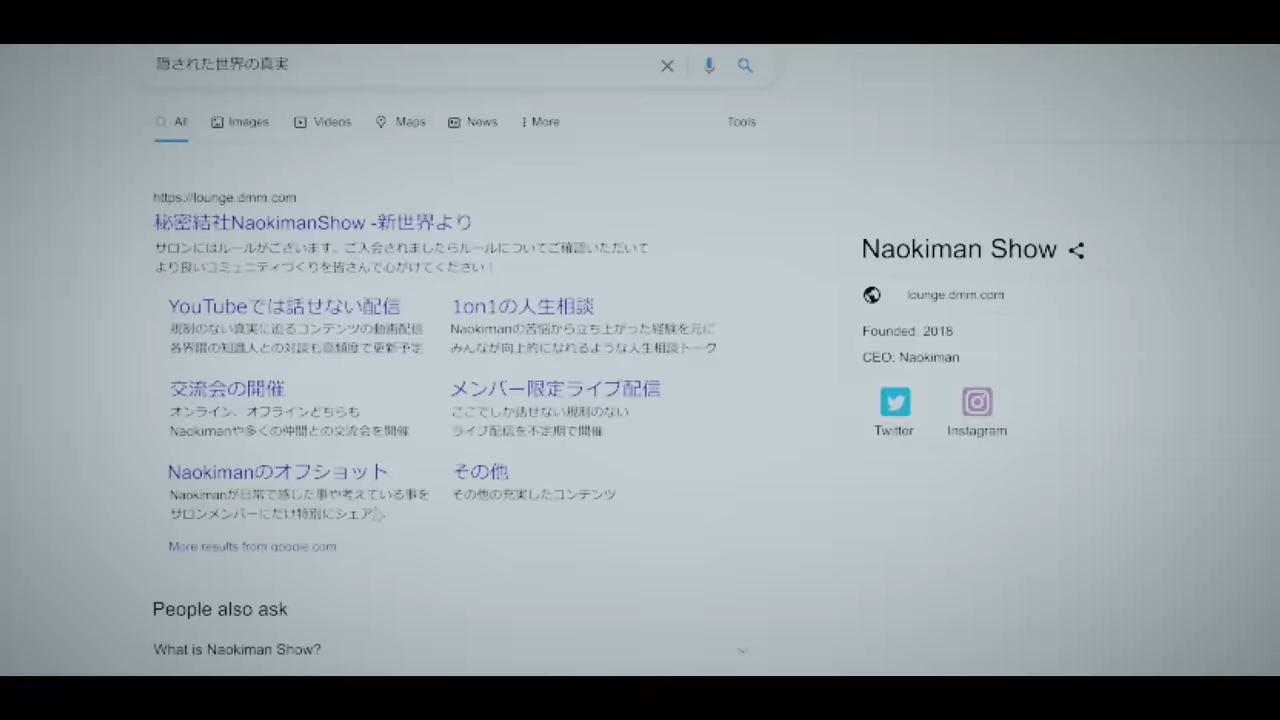 隠された世界の真実
All Images Videos Maps News More Tools
https://lounge.dmm.com
秘密結社NaokimanShow -新世界より
サロンにはルールがございます。ご入会されましたらルールについてご確認いただいて
より良いコミュニティづくりを皆さんで心がけてください！
YouTubeでは話せない配信
規制のない真実に迫るコンテンツの動画配信
各界隈の知識人との対談も高頻度で更新予定
1on1の人生相談
Naokimanの苦悩から立ち上がった経験を元に
みんなが向上的になれるような人生相談トーク
交流会の開催
オンライン、オフラインどちらも
Naokimanや多くの仲間との交流会を開催
メンバー限定ライブ配信
ここでしか話せない規制のない
ライブ配信を不定期で開催
Naokimanのオフショット
Naokimanが日常で感じた事や考えている事を
サロンメンバーにだけ特別にシェア
その他
その他の充実したコンテンツ
More results from google.com
People also ask
What is Naokiman Show?
Naokiman Show
lounge.dmm.com
Founded: 2018
CEO: Naokiman
Twitter Instagram